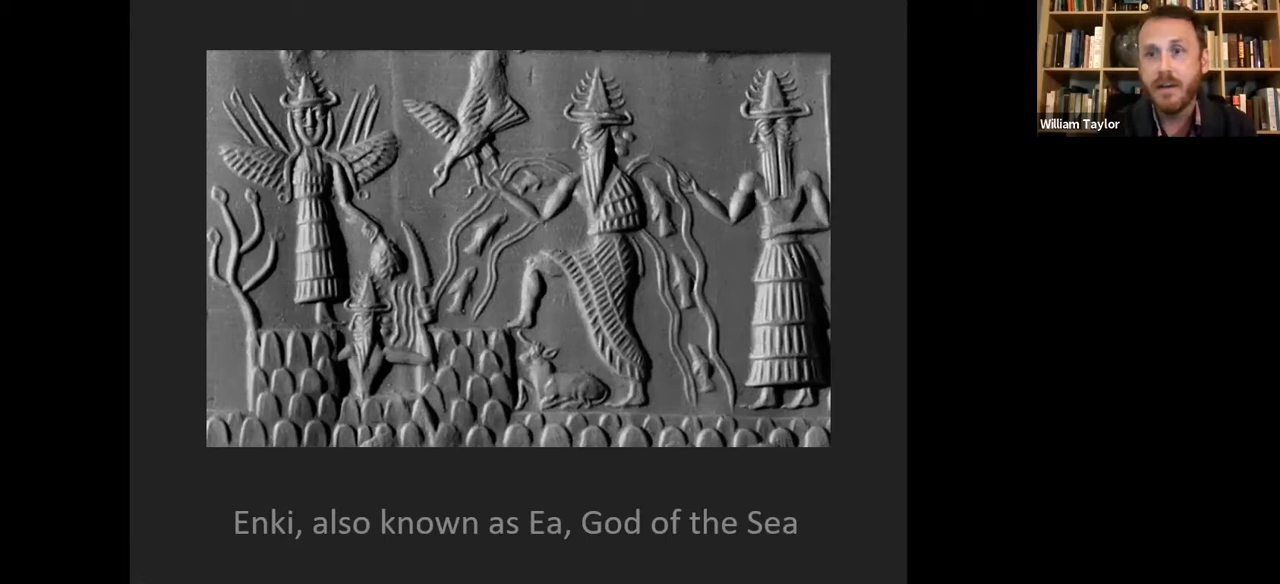 William Taylor
Enki, also known as Ea, God of the Sea